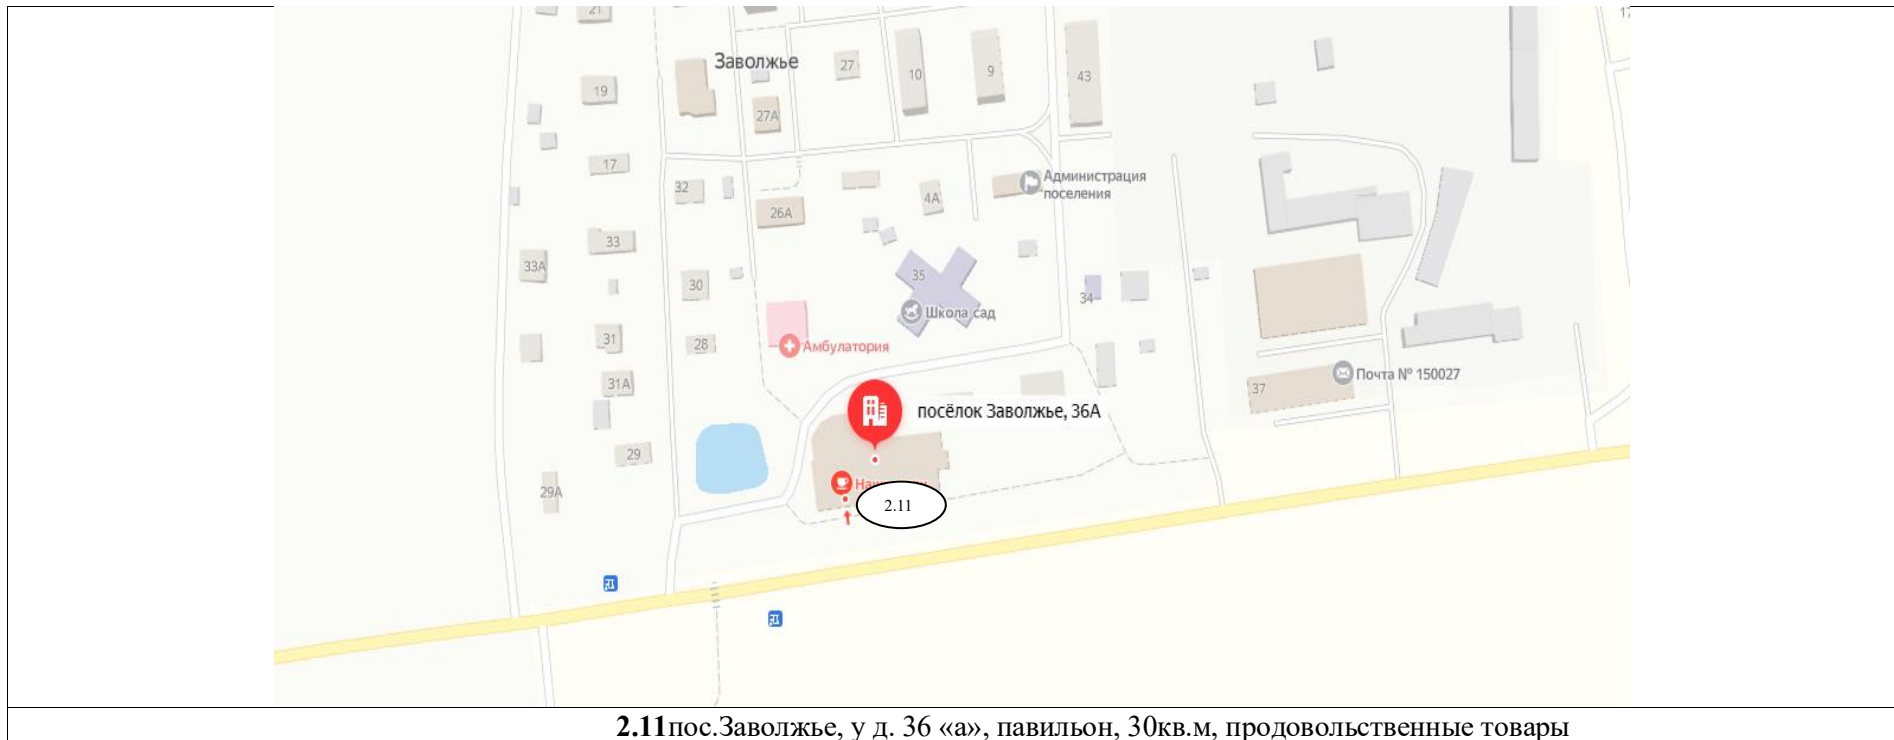 21
17
Заволжье
27
10
9
43
19
27А
17
32
26А
4А
Администрация
поселения
33
33А
35
30
34
Школа сад
31
28
Амбулатория
31А
37
Почта № 150027
посёлок Заволжье, 36А
29
29А
2.11
2.11пос.Заволжье, у д. 36 «а», павильон, 30кв.м, продовольственные товары